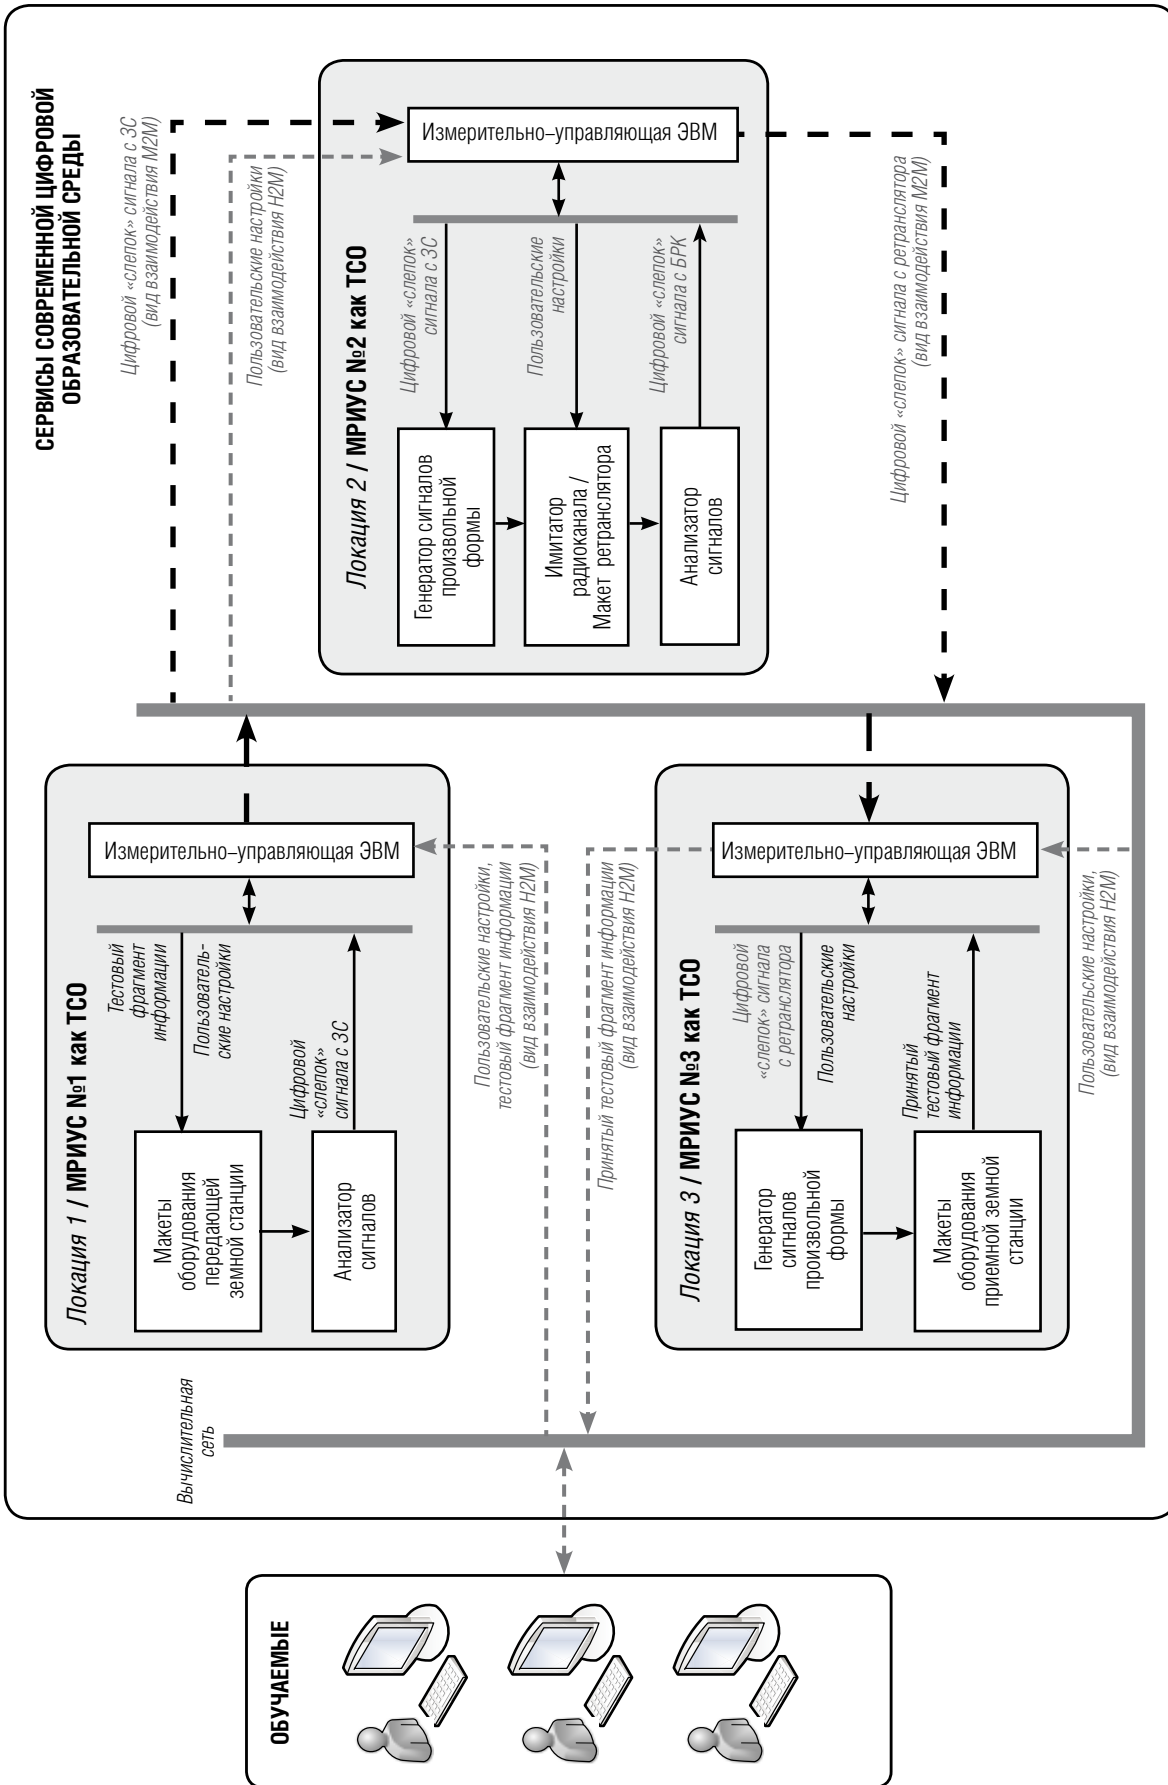 СЕРВИСЫ СОВРЕМЕННОЙ ЦИФРОВОЙ
ОБРАЗОВАТЕЛЬНОЙ СРЕДЫ
Цифровой «слепок» сигнала с ЗС
(вид взаимодействия M2M)
Пользовательские настройки
(вид взаимодействия H2M)
Локация 2 / МРИУС №2 как ТСО
Измерительно–управляющая ЭВМ
Цифровой «слепок»
сигнала с ЗС
Пользовательские
настройки
Цифровой «слепок»
сигнала с БРК
Генератор сигналов
произвольной
формы
Имитатор
радиоканала /
Макет ретранслятора
Анализатор
сигналов
Цифровой «слепок» сигнала с ретранслятора
(вид взаимодействия M2M)
Локация 1 / МРИУС №1 как ТСО
Измерительно–управляющая ЭВМ
Тестовый
фрагмент
информации
Пользователь-
ские настройки
Цифровой
«слепок»
сигнала с ЗС
Макеты
оборудования
передающей
земной станции
Анализатор
сигналов
Пользовательские настройки,
тестовый фрагмент информации
(вид взаимодействия H2M)
Принятый тестовый фрагмент информации
(вид взаимодействия H2M)
Локация 3 / МРИУС №3 как ТСО
Измерительно–управляющая ЭВМ
Цифровой
«слепок» сигнала
с ретранслятора
Пользовательские
настройки
Принятый
тестовый фрагмент
информации
Генератор
сигналов
произвольной
формы
Макеты
оборудования
приемной земной
станции
Пользовательские настройки,
(вид взаимодействия H2M)
Вычислительная
сеть
ОБУЧАЕМЫЕ